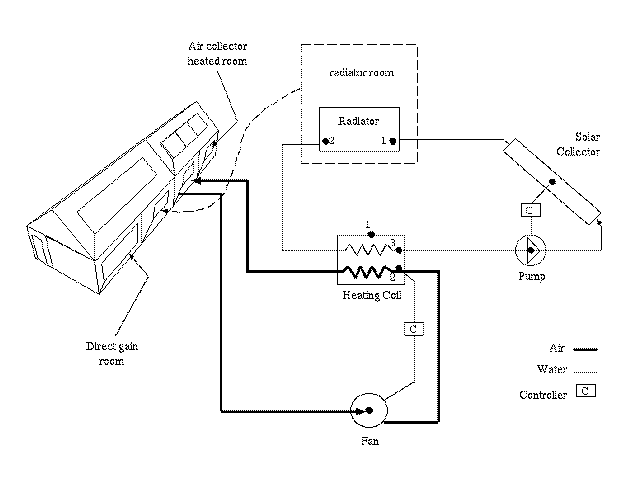 Air collector
heated room
radiator room
Radiator
2
1
Solar
Collector
C
1
3
2
Pump
Heating Coil
Direct gain
room
C
Air
Water
Controller C
Fan